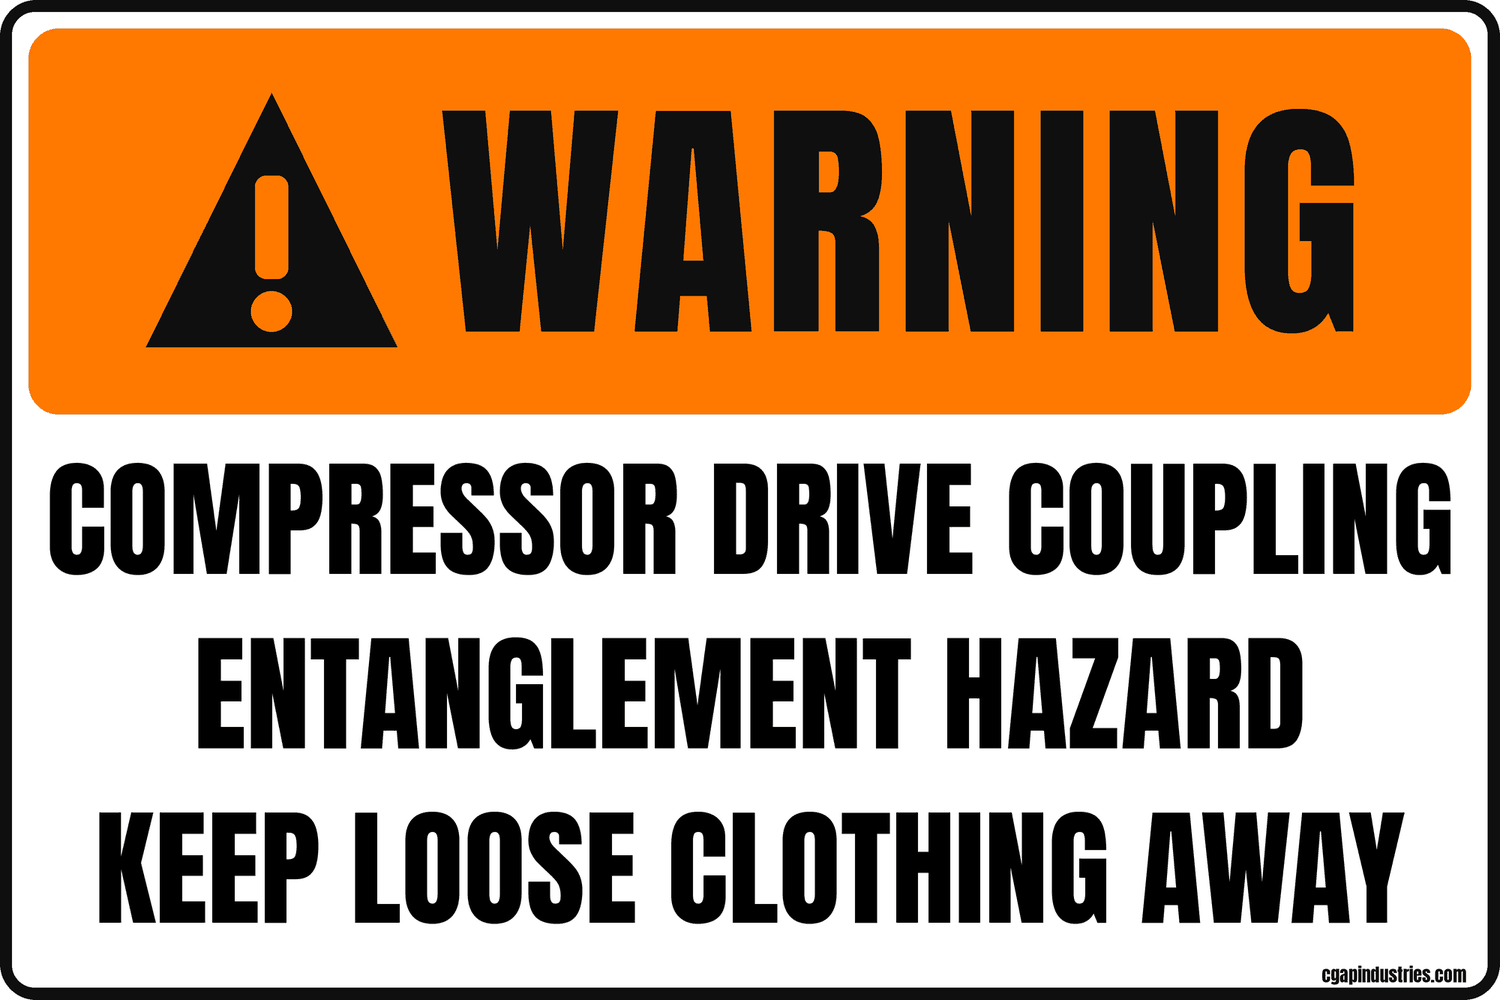 WARNING
COMPRESSOR DRIVE COUPLING
ENTANGLEMENT HAZARD
KEEP LOOSE CLOTHING AWAY
cgapindustries.com